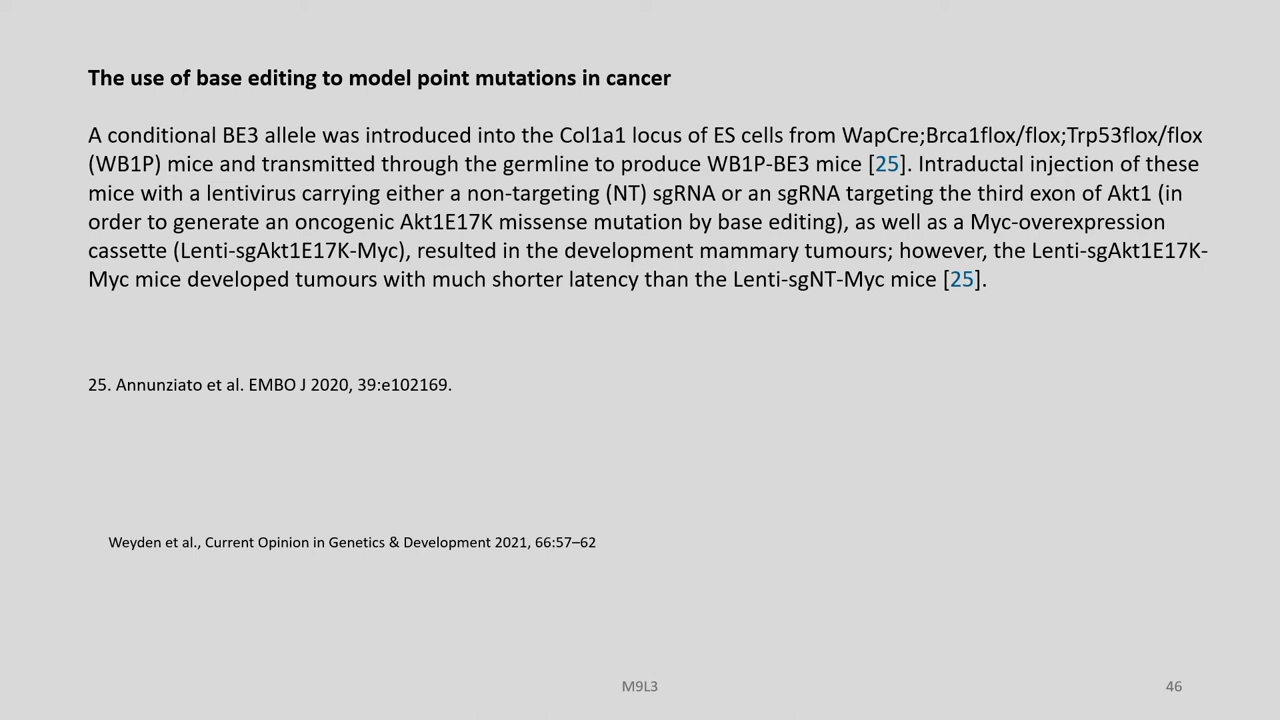 The use of base editing to model point mutations in cancer
A conditional BE3 allele was introduced into the Col1a1 locus of ES cells from WapCre;Brca1flox/flox;Trp53flox/flox
(WB1P) mice and transmitted through the germline to produce WB1P-BE3 mice [25]. Intraductal injection of these
mice with a lentivirus carrying either a non-targeting (NT) sgRNA or an sgRNA targeting the third exon of Akt1 (in
order to generate an oncogenic Akt1E17K missense mutation by base editing), as well as a Myc-overexpression
cassette (Lenti-sgAkt1E17K-Myc), resulted in the development mammary tumours; however, the Lenti-sgAkt1E17K-
Myc mice developed tumours with much shorter latency than the Lenti-sgNT-Myc mice [25].
25. Annunziato et al. EMBO J 2020, 39:e102169.
Weyden et al., Current Opinion in Genetics & Development 2021, 66:57–62
M9L3
46